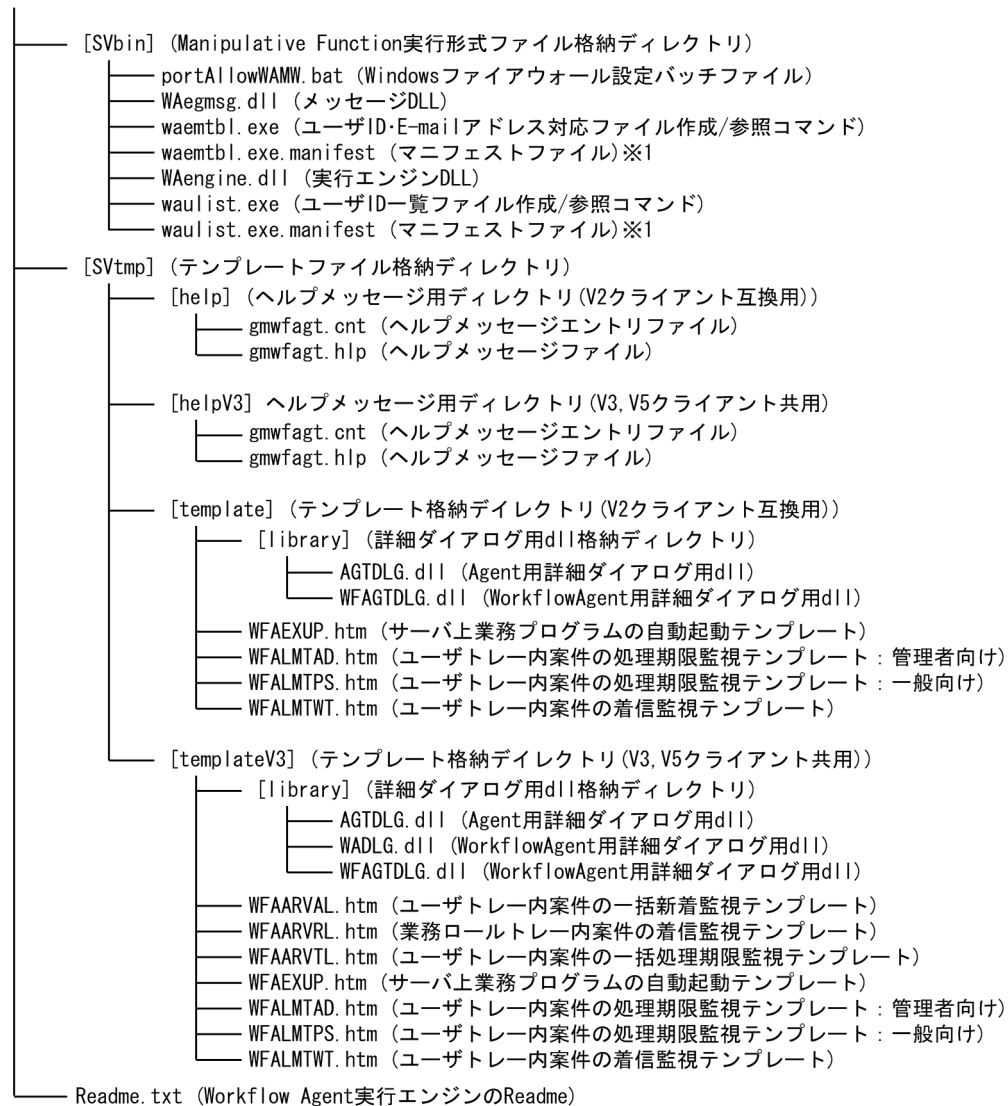 [SVbin] (Manipulative Function実行形式ファイル格納ディレクトリ)
portAllowWAMW.bat (Windowsファイアウォール設定バッチファイル)
WAegmsg.dll (メッセージDLL)
waemtbl.exe (ユーザID・E-mailアドレス対応ファイル作成/参照コマンド)
waemtbl.exe.manifest (マニフェストファイル)※1
WAengine.dll (実行エンジンDLL)
waulist.exe (ユーザID一覧ファイル作成/参照コマンド)
waulist.exe.manifest (マニフェストファイル)※1
[SVtmp] (テンプレートファイル格納ディレクトリ)
[help] (ヘルプメッセージ用ディレクトリ(V2クライアント互換用))
gmwfagt.cnt (ヘルプメッセージエントリファイル)
gmwfagt.hlp (ヘルプメッセージファイル)
[helpV3] ヘルプメッセージ用ディレクトリ(V3,V5クライアント共用)
gmwfagt.cnt (ヘルプメッセージエントリファイル)
gmwfagt.hlp (ヘルプメッセージファイル)
[template] (テンプレート格納デイレクトリ(V2クライアント互換用))
[library] (詳細ダイアログ用dll格納ディレクトリ)
AGTDLG.dll (Agent用詳細ダイアログ用dll)
WFAGTDLG.dll (WorkflowAgent用詳細ダイアログ用dll)
WFAEXUP.htm (サーバ上業務プログラムの自動起動テンプレート)
WFALMTAD.htm (ユーザトレー内案件の処理期限監視テンプレート：管理者向け)
WFALMTPS.htm (ユーザトレー内案件の処理期限監視テンプレート：一般向け)
WFALMTWT.htm (ユーザトレー内案件の着信監視テンプレート)
[templateV3] (テンプレート格納デイレクトリ(V3,V5クライアント共用))
[library] (詳細ダイアログ用dll格納ディレクトリ)
AGTDLG.dll (Agent用詳細ダイアログ用dll)
WADLG.dll (WorkflowAgent用詳細ダイアログ用dll)
WFAGTDLG.dll (WorkflowAgent用詳細ダイアログ用dll)
WFAARVAL.htm (ユーザトレー内案件の一括新着監視テンプレート)
WFAARVRL.htm (業務ロールトレー内案件の着信監視テンプレート)
WFAARVTL.htm (ユーザトレー内案件の一括処理期限監視テンプレート)
WFAEXUP.htm (サーバ上業務プログラムの自動起動テンプレート)
WFALMTAD.htm (ユーザトレー内案件の処理期限監視テンプレート：管理者向け)
WFALMTPS.htm (ユーザトレー内案件の処理期限監視テンプレート：一般向け)
WFALMTWT.htm (ユーザトレー内案件の着信監視テンプレート)
Readme.txt (Workflow Agent実行エンジンのReadme)